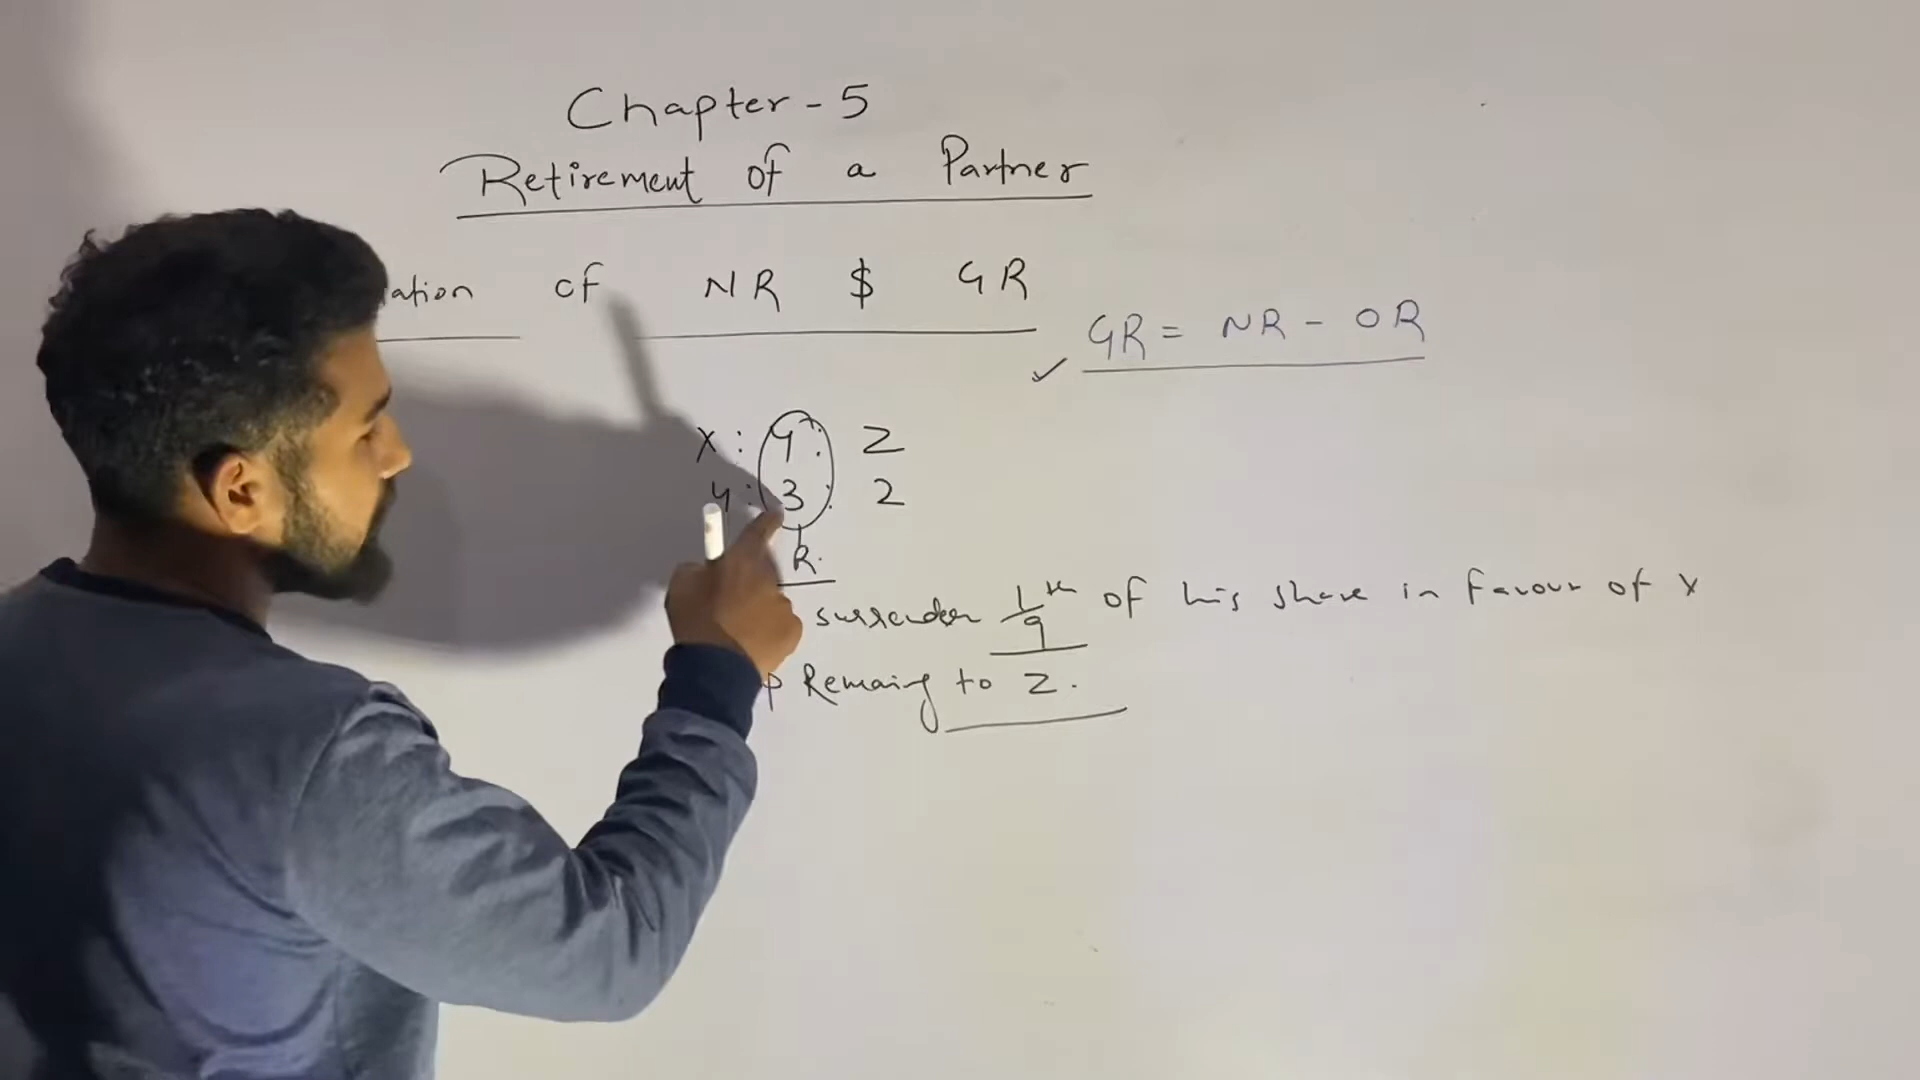 Chapter - 5
Retirement of a Partner
ation of NR $ GR
GR = NR - OR
X : Y : Z
4 : 3 : 2
R.
surrender 1/9th of his share in favour of X
Remaing to Z.